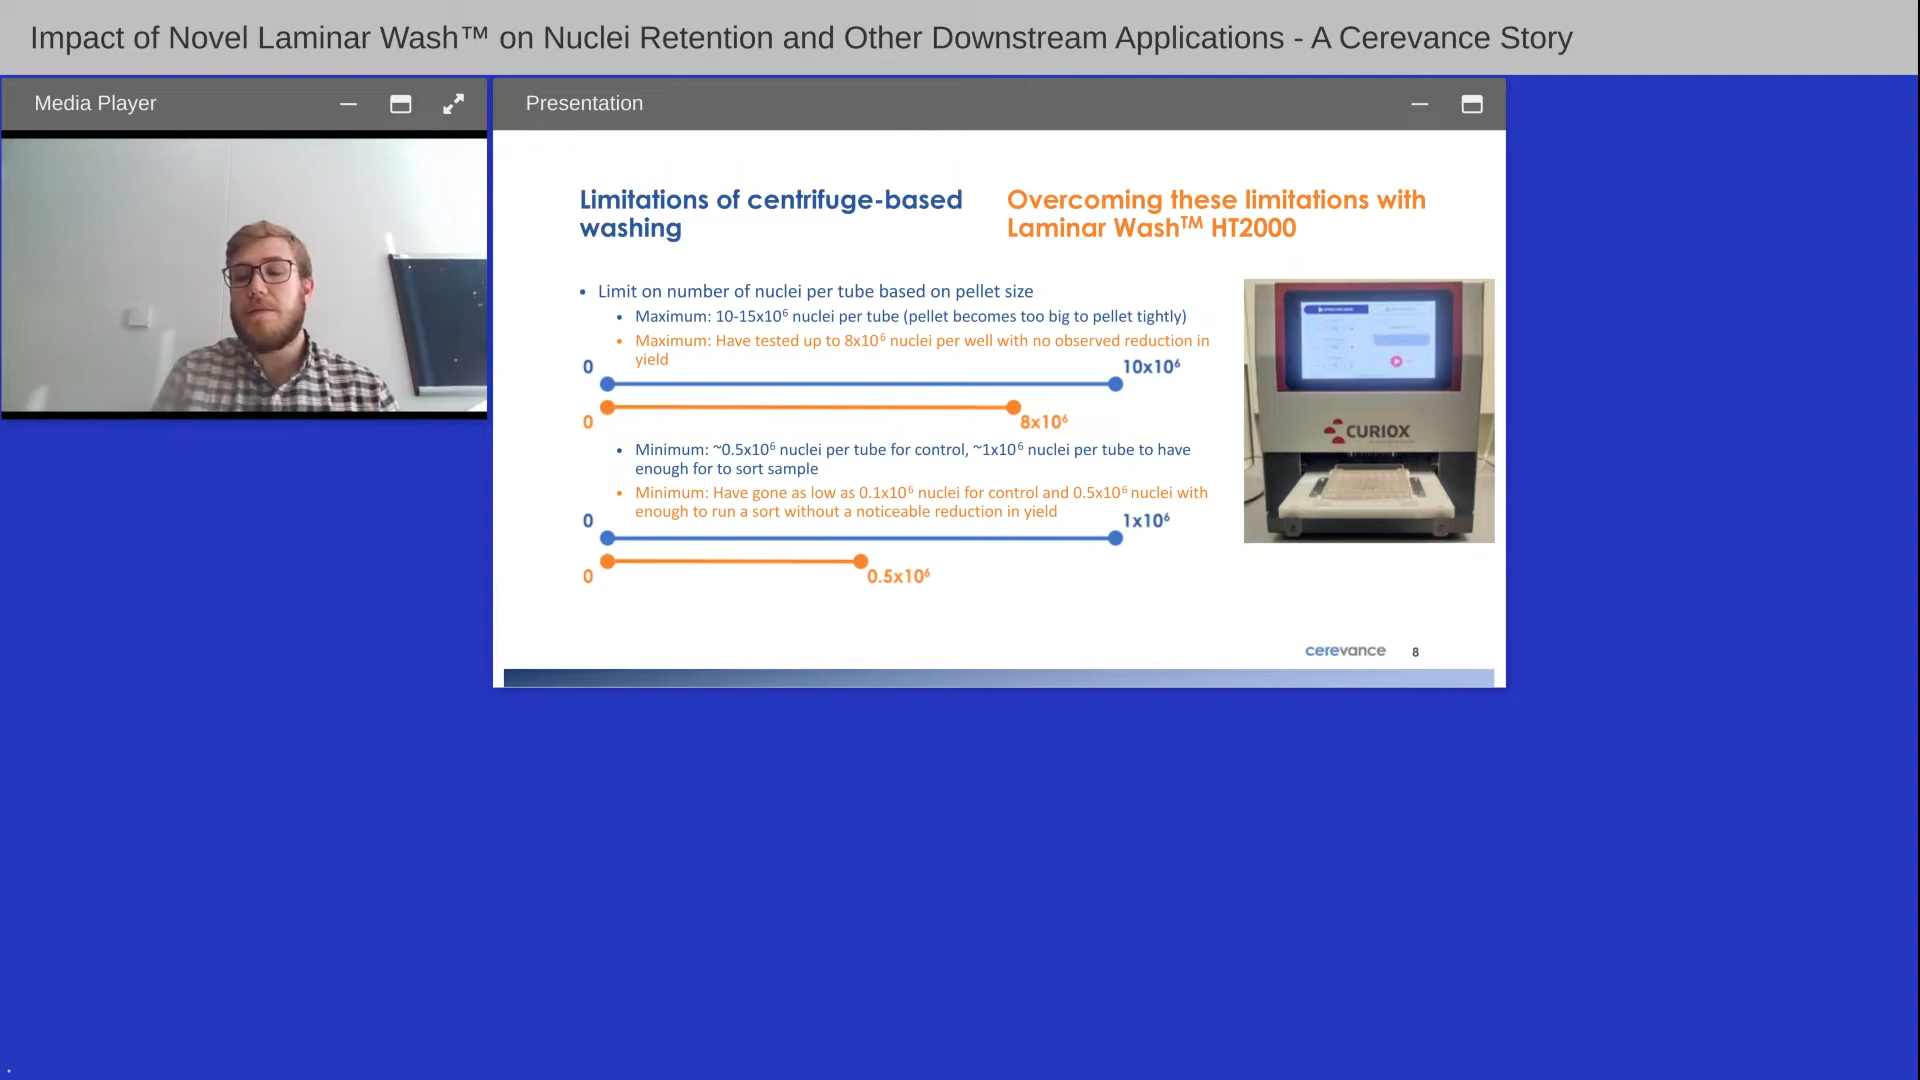 Impact of Novel Laminar Wash™ on Nuclei Retention and Other Downstream Applications - A Cerevance Story
Media Player
Presentation
Limitations of centrifuge-based
washing
Overcoming these limitations with
Laminar Wash™ HT2000
• Limit on number of nuclei per tube based on pellet size
• Maximum: 10-15x10⁶ nuclei per tube (pellet becomes too big to pellet tightly)
• Maximum: Have tested up to 8x10⁶ nuclei per well with no observed reduction in
yield
0
10x10⁶
0
8x10⁶
• Minimum: ~0.5x10⁶ nuclei per tube for control, ~1x10⁶ nuclei per tube to have
enough for to sort sample
• Minimum: Have gone as low as 0.1x10⁶ nuclei for control and 0.5x10⁶ nuclei with
enough to run a sort without a noticeable reduction in yield
0
1x10⁶
0
0.5x10⁶
CURIOX
cerevance
8